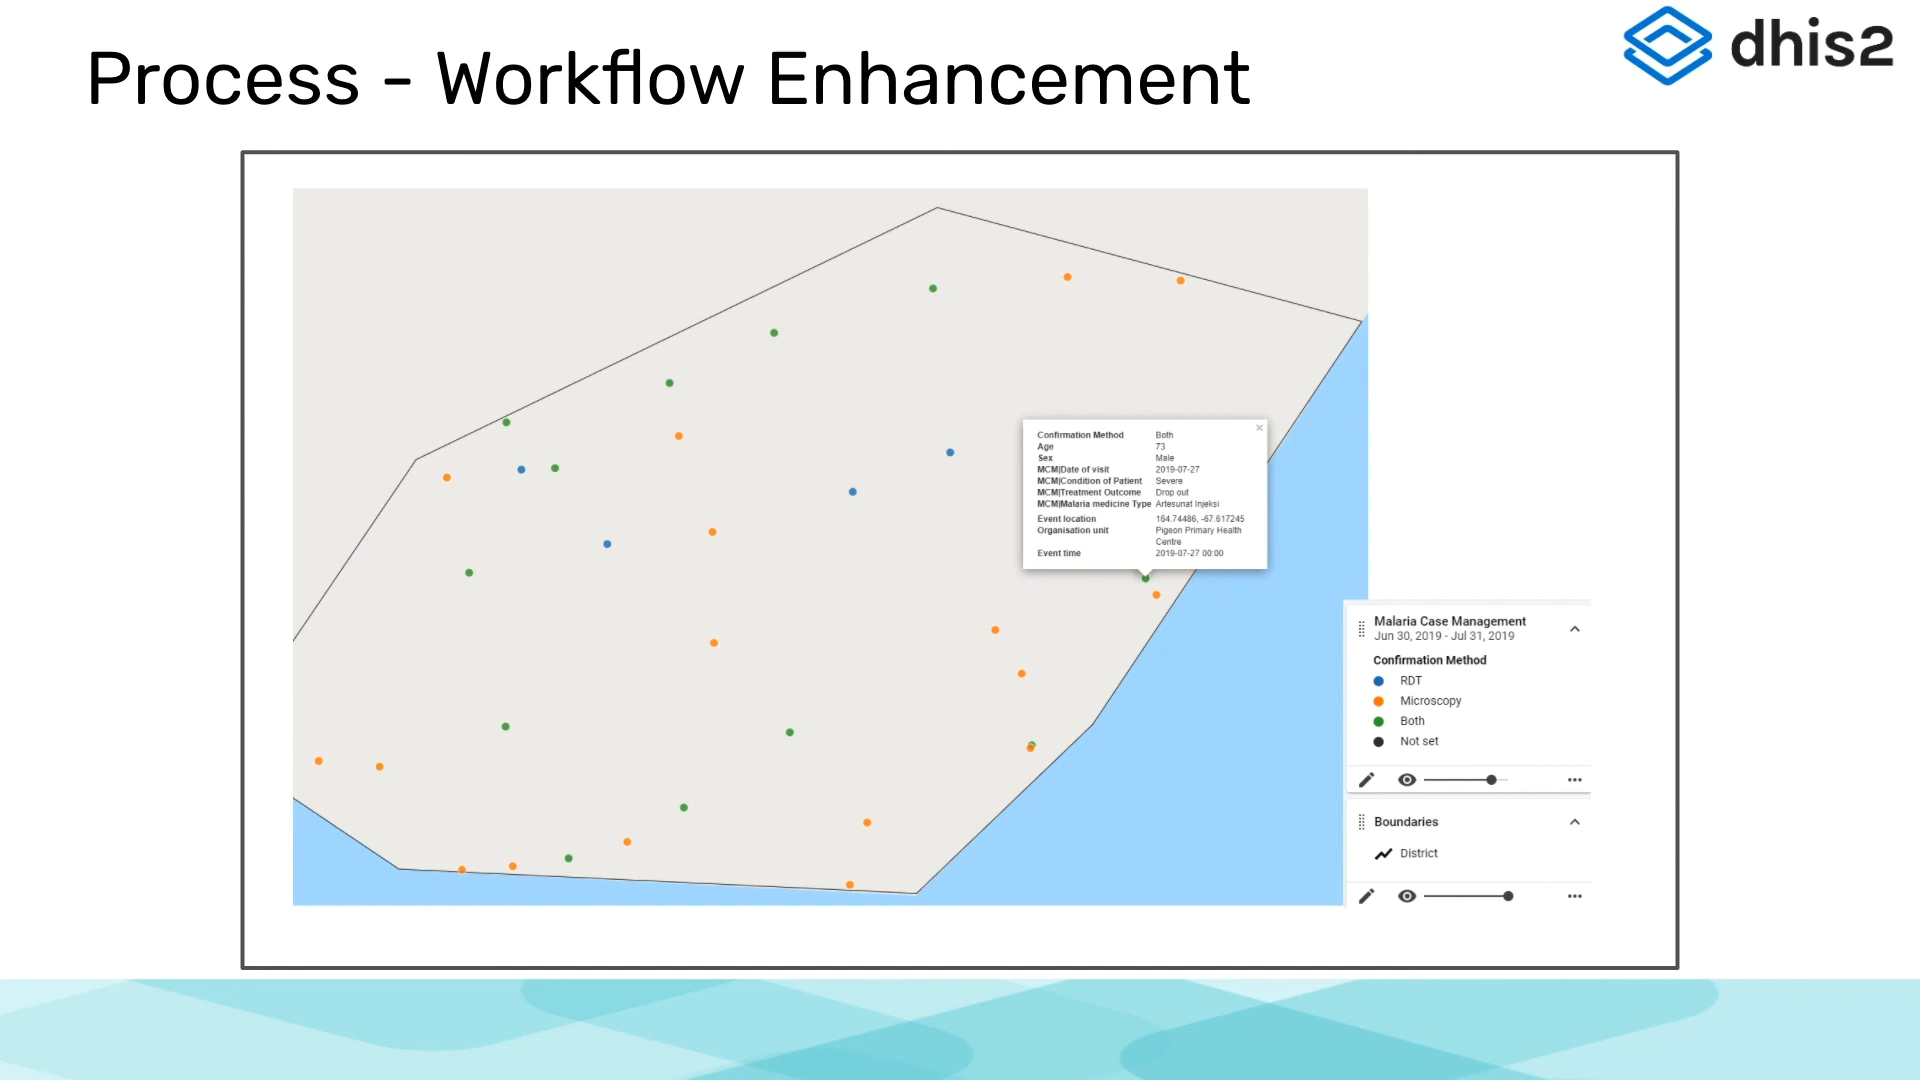 Process - Workflow Enhancement
dhis2
Confirmation Method Both
Age 73
Sex Male
MCM|Date of visit 2019-07-27
MCM|Condition of Patient Severe
MCM|Treatment Outcome Drop out
MCM|Malaria medicine Type Artesunat Injeksi
Event location 164.74486, -67.617245
Organisation unit Pigeon Primary Health
Centre
Event time 2019-07-27 00:00
Malaria Case Management
Jun 30, 2019 - Jul 31, 2019
Confirmation Method
RDT
Microscopy
Both
Not set
Boundaries
District